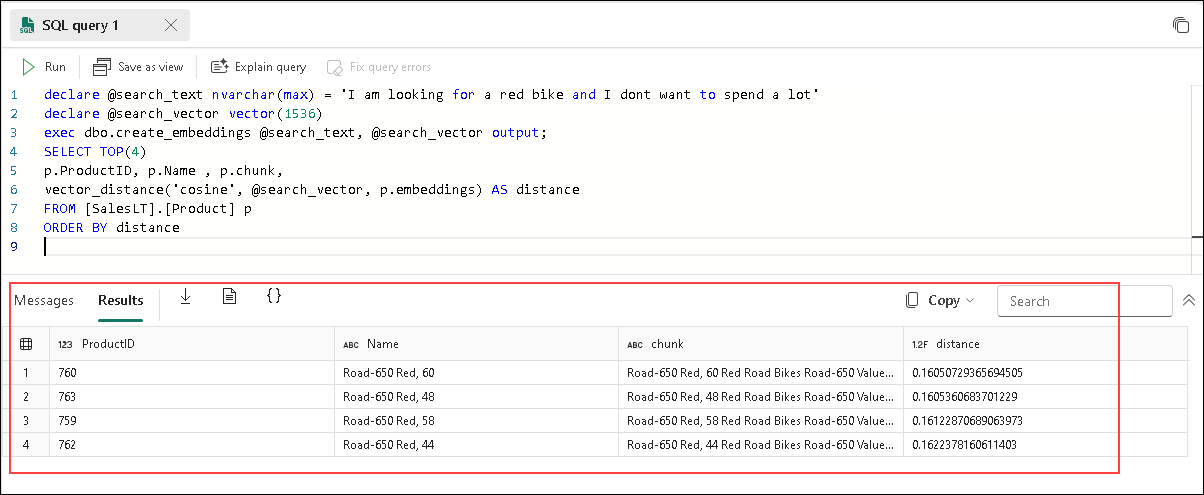 SQL query 1
Run Save as view Explain query Fix query errors
1 declare @search_text nvarchar(max) = 'I am looking for a red bike and I dont want to spend a lot'
2 declare @search_vector vector(1536)
3 exec dbo.create_embeddings @search_text, @search_vector output;
4 SELECT TOP(4)
5 p.ProductID, p.Name , p.chunk,
6 vector_distance('cosine', @search_vector, p.embeddings) AS distance
7 FROM [SalesLT].[Product] p
8 ORDER BY distance
9
Messages Results {} Copy Search
123 ProductID ABC Name ABC chunk 1.2F distance
1 760 Road-650 Red, 60 Road-650 Red, 60 Red Road Bikes Road-650 Value... 0.16050729365694505
2 763 Road-650 Red, 48 Road-650 Red, 48 Red Road Bikes Road-650 Value... 0.1605360683701229
3 759 Road-650 Red, 58 Road-650 Red, 58 Red Road Bikes Road-650 Value... 0.16122870689063973
4 762 Road-650 Red, 44 Road-650 Red, 44 Red Road Bikes Road-650 Value... 0.1622378160611403